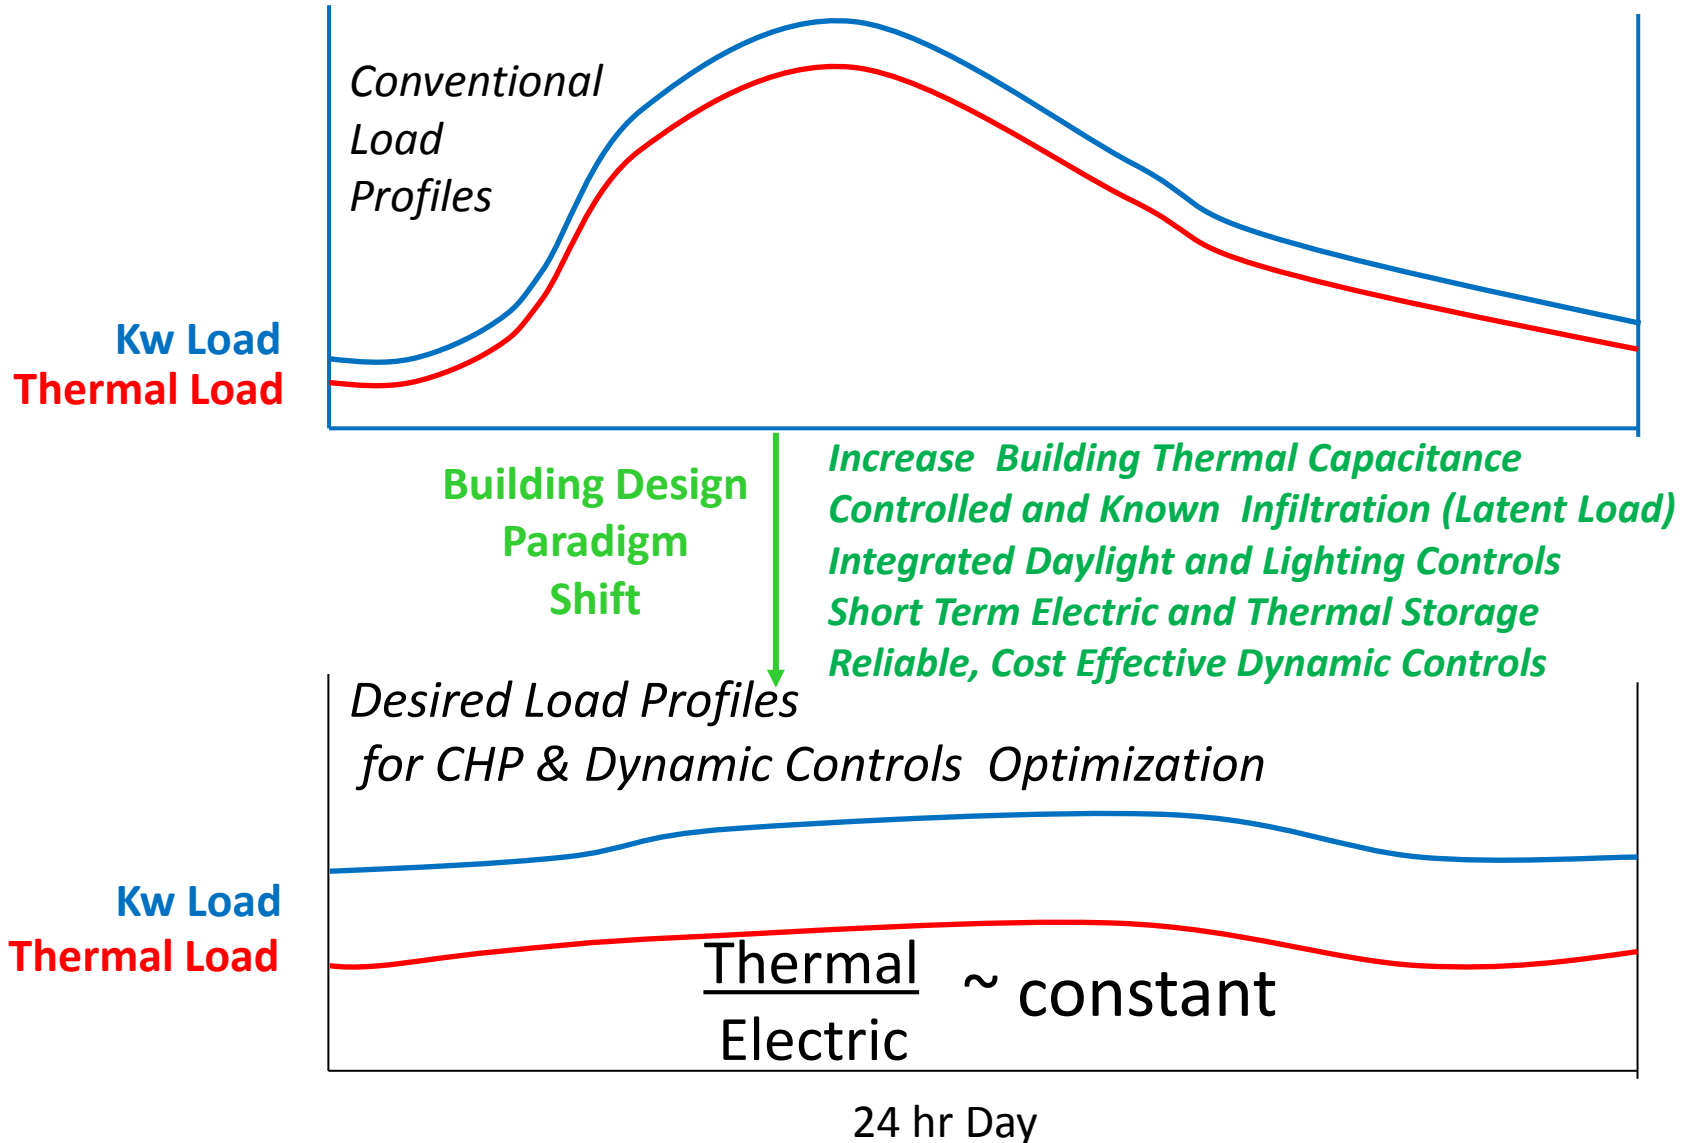 Conventional
Load
Profiles
Kw Load
Thermal Load
Building Design
Paradigm
Shift
Increase  Building Thermal Capacitance
Controlled and Known  Infiltration (Latent Load)
Integrated Daylight and Lighting Controls
Short Term Electric and Thermal Storage
Reliable, Cost Effective Dynamic Controls
Desired Load Profiles
for CHP & Dynamic Controls  Optimization
Kw Load
Thermal Load
Thermal
~ constant
Electric
24 hr Day